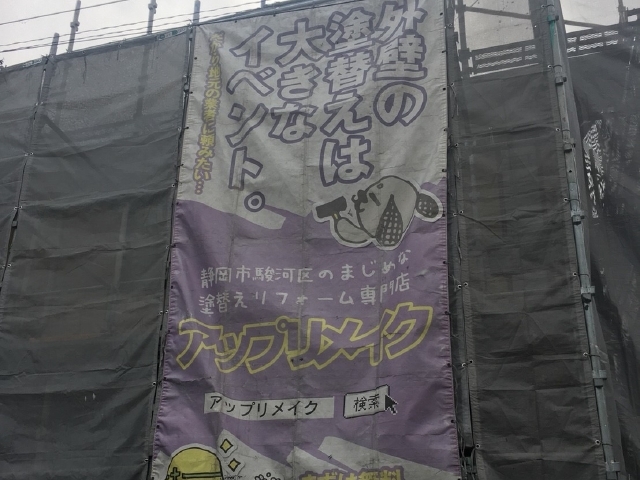 外壁の
塗替えは
大きな
イベント。
静岡市駿河区のまじめな
塗替えリフォーム専門店
アップリメイク
アップリメイク 検索